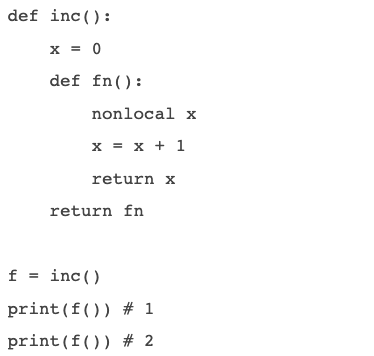 def inc():
    x = 0
    def fn():
        nonlocal x
        x = x + 1
        return x
    return fn

f = inc()
print(f()) # 1
print(f()) # 2